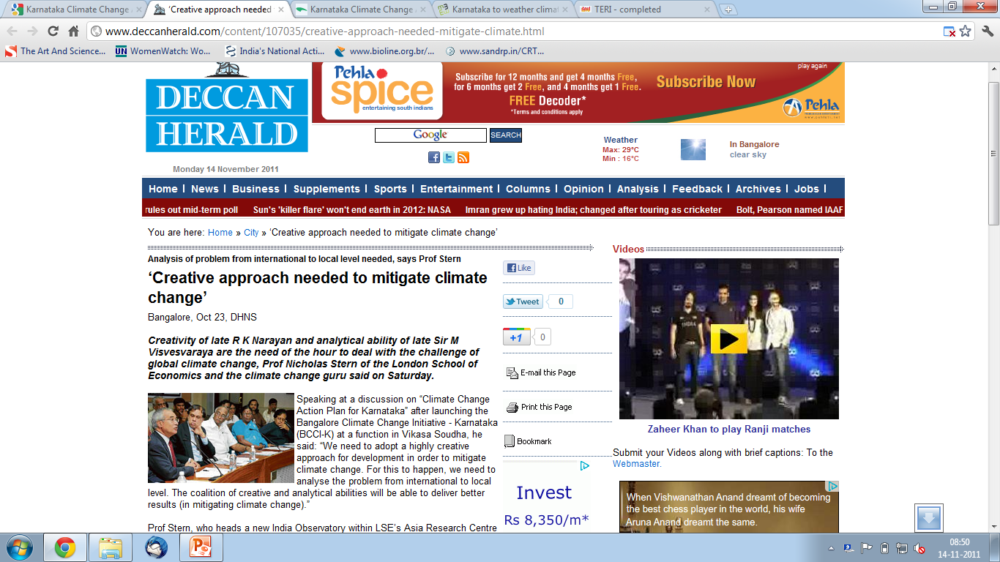 Karnataka Climate Change
‘Creative approach needed
Karnataka Climate Change
Karnataka to weather clima
TERI - completed
www.deccanherald.com/content/107035/creative-approach-needed-mitigate-climate.html
The Art And Science...
WomenWatch: Wo...
India's National Acti...
www.bioline.org.br/...
www.sandrp.in/CRT...
DECCAN
HERALD
Monday 14 November 2011
Pehla
spice
entertaining south indians
Subscribe for 12 months and get 4 months Free,
for 6 months get 2 Free, and 4 months get 1 Free.
FREE Decoder*
*Terms and conditions apply
Subscribe Now
play again
Pehla
Google
SEARCH
Weather
Max: 29°C
Min : 16°C
In Bangalore
clear sky
Home | News | Business | Supplements | Sports | Entertainment | Columns | Opinion | Analysis | Feedback | Archives | Jobs |
rules out mid-term poll Sun's 'killer flare' won't end earth in 2012: NASA Imran grew up hating India; changed after touring as cricketer Bolt, Pearson named IAAF
You are here: Home » City » ‘Creative approach needed to mitigate climate change’
Analysis of problem from international to local level needed, says Prof Stern
‘Creative approach needed to mitigate climate
change’
Bangalore, Oct 23, DHNS
Creativity of late R K Narayan and analytical ability of late Sir M
Visvesvaraya are the need of the hour to deal with the challenge of
global climate change, Prof Nicholas Stern of the London School of
Economics and the climate change guru said on Saturday.
Speaking at a discussion on “Climate Change
Action Plan for Karnataka” after launching the
Bangalore Climate Change Initiative - Karnataka
(BCCI-K) at a function in Vikasa Soudha, he
said: “We need to adopt a highly creative
approach for development in order to mitigate
climate change. For this to happen, we need to
analyse the problem from international to local
level. The coalition of creative and analytical abilities will be able to deliver better
results (in mitigating climate change).”
Prof Stern, who heads a new India Observatory within LSE’s Asia Research Centre
Like
Tweet 0
+1 0
E-mail this Page
Print this Page
Bookmark
Invest
Rs 8,350/m*
Videos
Zaheer Khan to play Ranji matches
Submit your Videos along with brief captions: To the
Webmaster.
When Vishwanathan Anand dreamt of becoming
the best chess player in the world, his wife
Aruna Anand dreamt the same.
08:50
14-11-2011